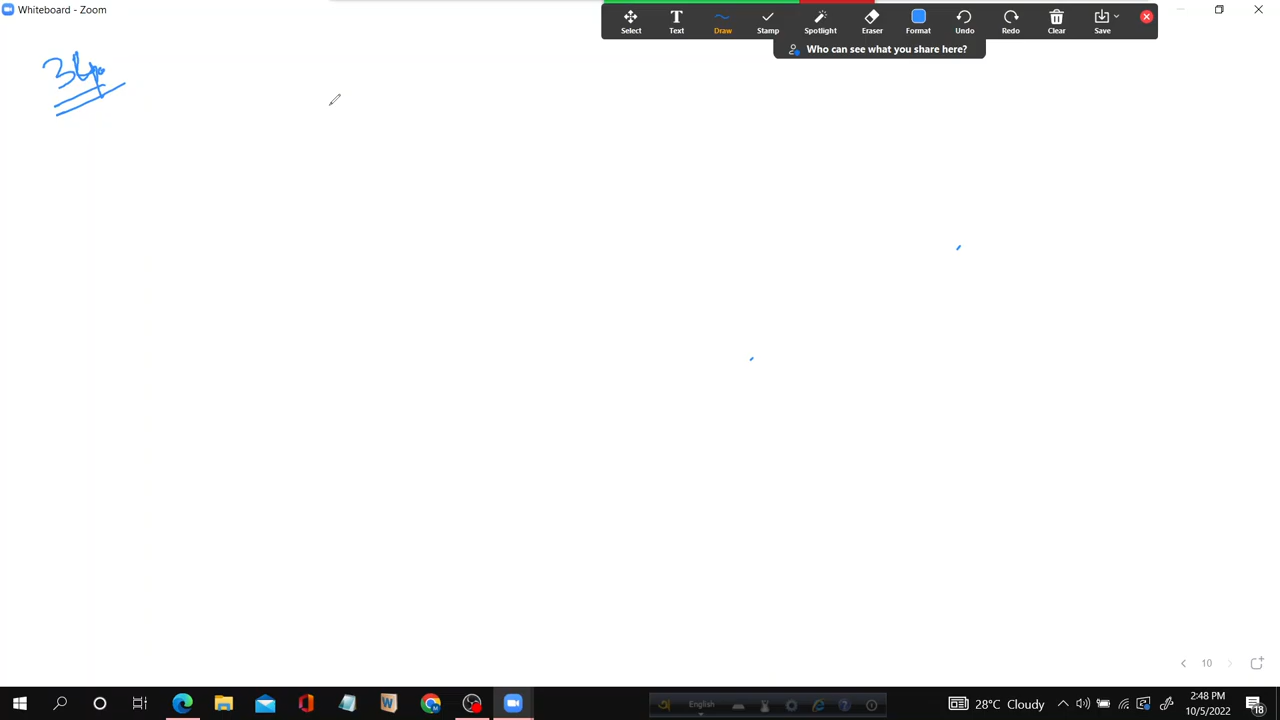 Whiteboard - Zoom
Select Text Draw Stamp Spotlight Eraser Format Undo Redo Clear Save
Who can see what you share here?
10
English
28°C Cloudy
2:48 PM
10/5/2022
18